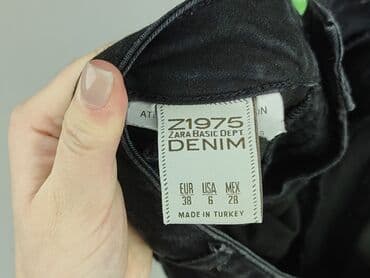 Z1975
ZARA BASIC DEPT.
DENIM
EUR USA MEX
38 6 28
MADE IN TURKEY